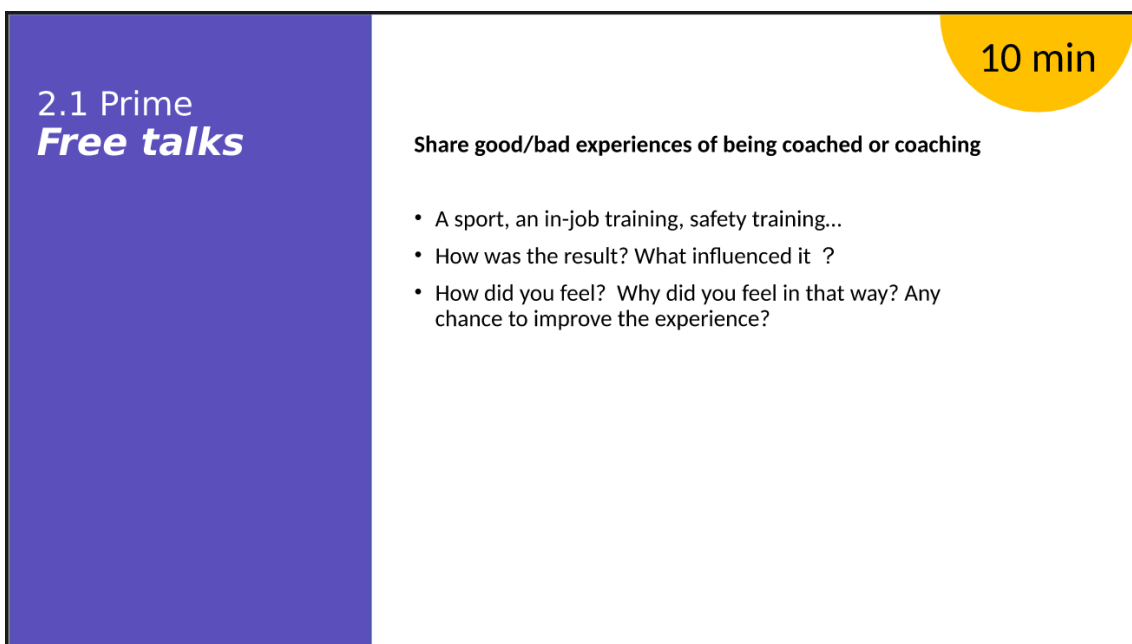 10 min
2.1 Prime
Free talks
Share good/bad experiences of being coached or coaching
• A sport, an in-job training, safety training…
• How was the result? What influenced it ？
• How did you feel?  Why did you feel in that way? Any
chance to improve the experience?